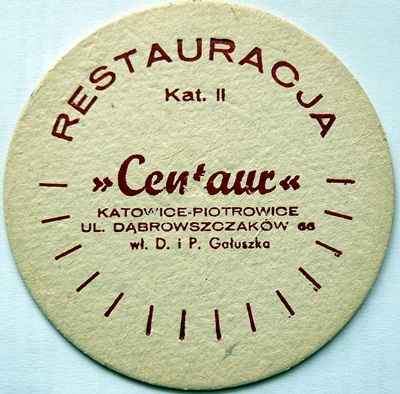 RESTAURACJA
Kat. II
»Centaur«
KATOWICE-PIOTROWICE
UL. DĄBROWSZCZAKÓW 66
wł. D. i P. Gałuszka